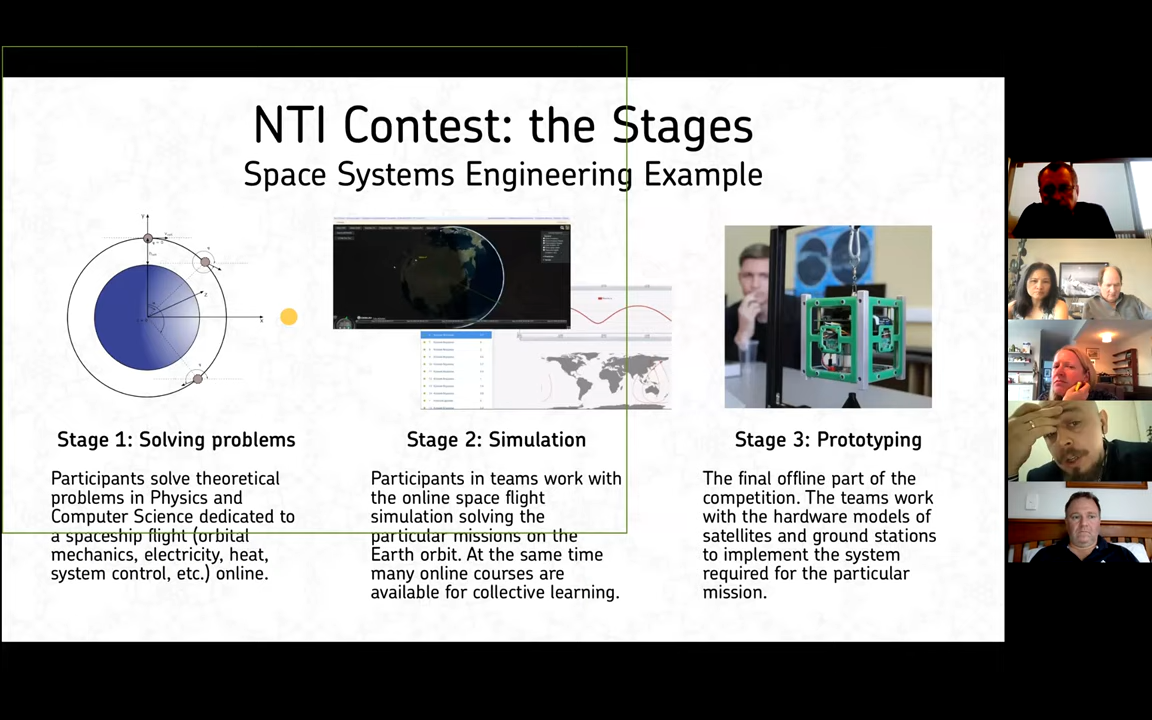 NTI Contest: the Stages
Space Systems Engineering Example
Y
X
Z
Stage 1: Solving problems
Participants solve theoretical
problems in Physics and
Computer Science dedicated to
a spaceship flight (orbital
mechanics, electricity, heat,
system control, etc.) online.
Stage 2: Simulation
Participants in teams work with
the online space flight
simulation solving the
particular missions on the
Earth orbit. At the same time
many online courses are
available for collective learning.
Stage 3: Prototyping
The final offline part of the
competition. The teams work
with the hardware models of
satellites and ground stations
to implement the system
required for the particular
mission.